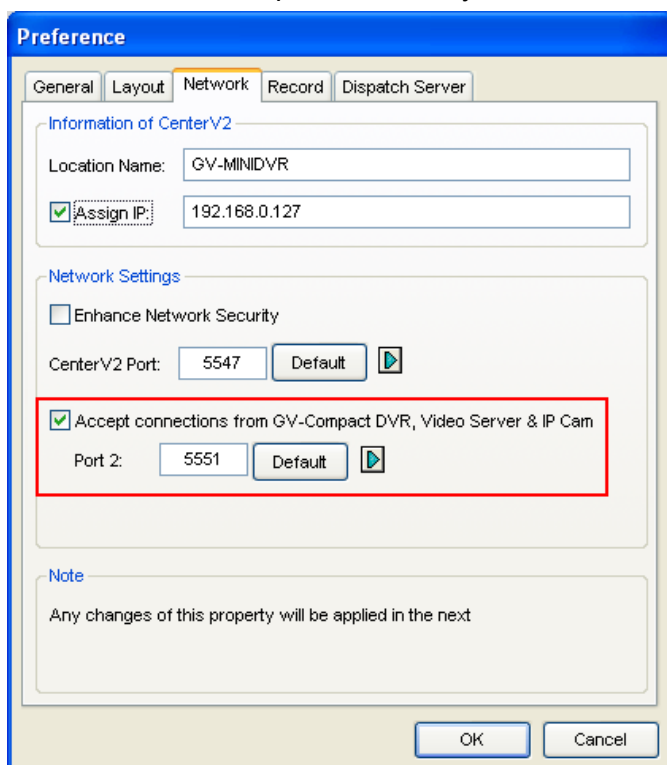 Preference
General Layout Network Record Dispatch Server
Information of CenterV2
Location Name: GV-MINIDVR
Assign IP: 192.168.0.127
Network Settings
Enhance Network Security
CenterV2 Port: 5547 Default
Accept connections from GV-Compact DVR, Video Server & IP Cam
Port 2: 5551 Default
Note
Any changes of this property will be applied in the next
OK Cancel